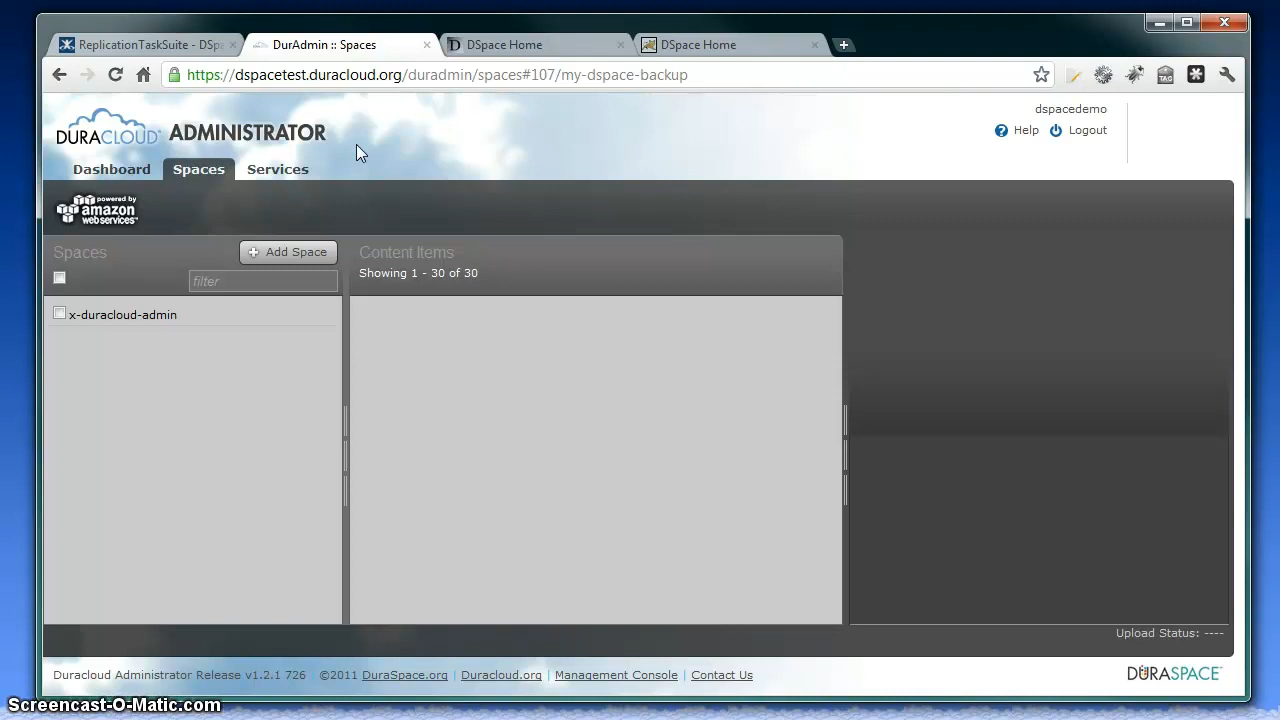 ReplicationTaskSuite - DSp
DurAdmin :: Spaces
DSpace Home
DSpace Home
https://dspacetest.duracloud.org/duradmin/spaces#107/my-dspace-backup
TAG
DURACLOUD ADMINISTRATOR
dspacedemo
Help
Logout
Dashboard
Spaces
Services
powered by
amazon
webservices™
Spaces
Add Space
filter
Content Items
Showing 1 - 30 of 30
x-duracloud-admin
Upload Status: ----
Duracloud Administrator Release v1.2.1 726 ©2011 DuraSpace.org | Duracloud.org | Management Console | Contact Us
DURASPACE™
Screencast-O-Matic.com